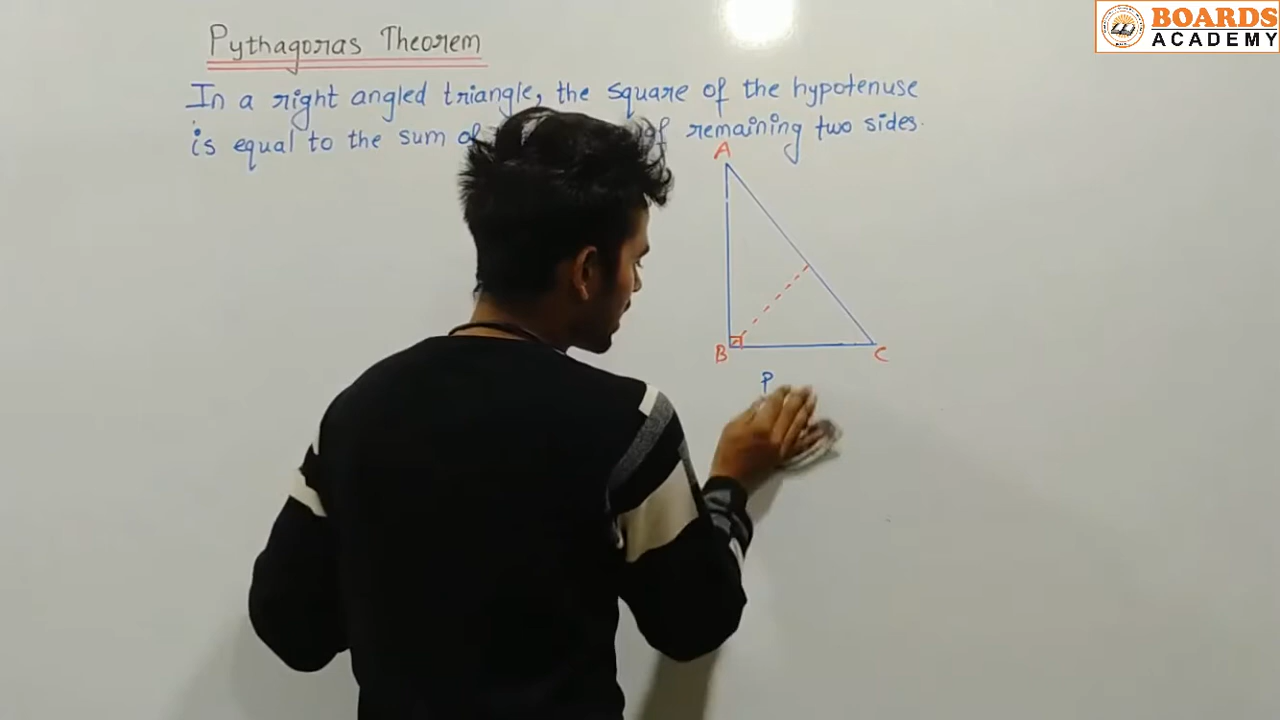 BOARDS
ACADEMY
Pythagoras Theorem
In a right angled triangle, the square of the hypotenuse
is equal to the sum of of remaining two sides.
A
B
C
P